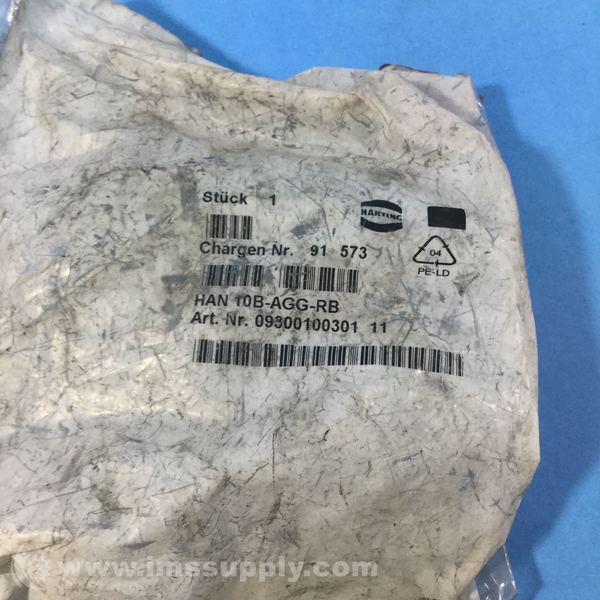 Stück 1
HARTING
Chargen Nr. 91 573
04
PE-LD
HAN 10B-AGG-RB
Art. Nr. 09300100301 11
www.imssupply.com